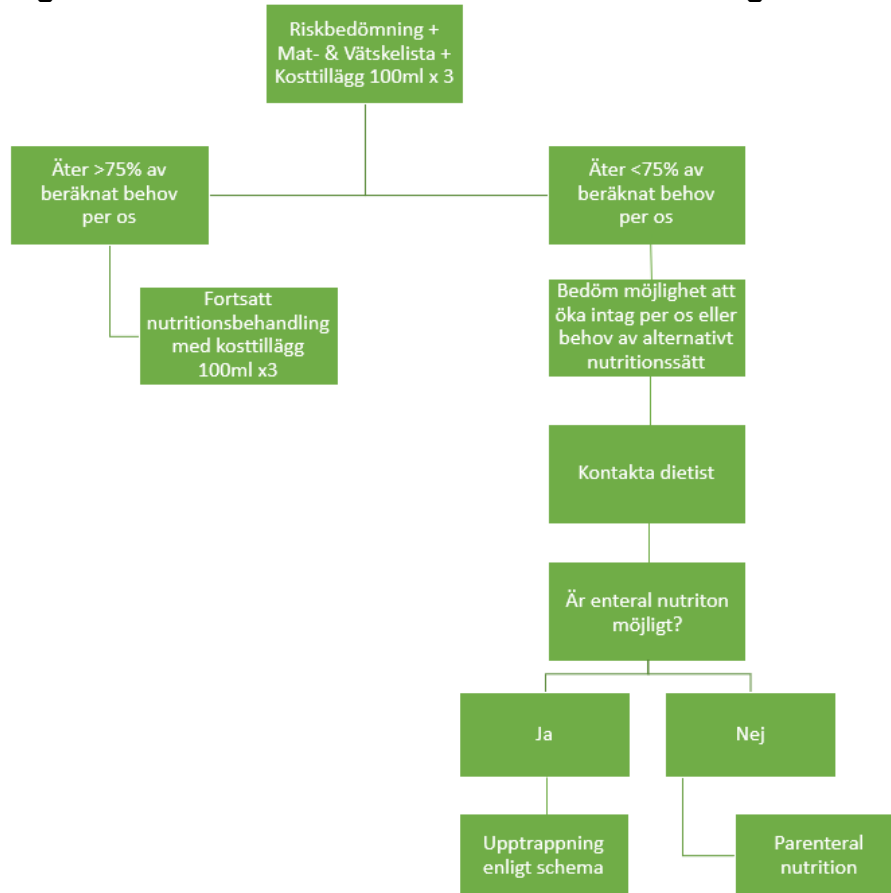 Riskbedömning +
Mat- & Vätskelista +
Kosttillägg 100ml x 3
Äter >75% av
beräknat behov
per os
Äter <75% av
beräknat behov
per os
Fortsatt
nutritionsbehandling
med kosttillägg
100ml x3
Bedöm möjlighet att
öka intag per os eller
behov av alternativt
nutritionssätt
Kontakta dietist
Är enteral nutriton
möjligt?
Ja
Nej
Upptrappning
enligt schema
Parenteral
nutrition